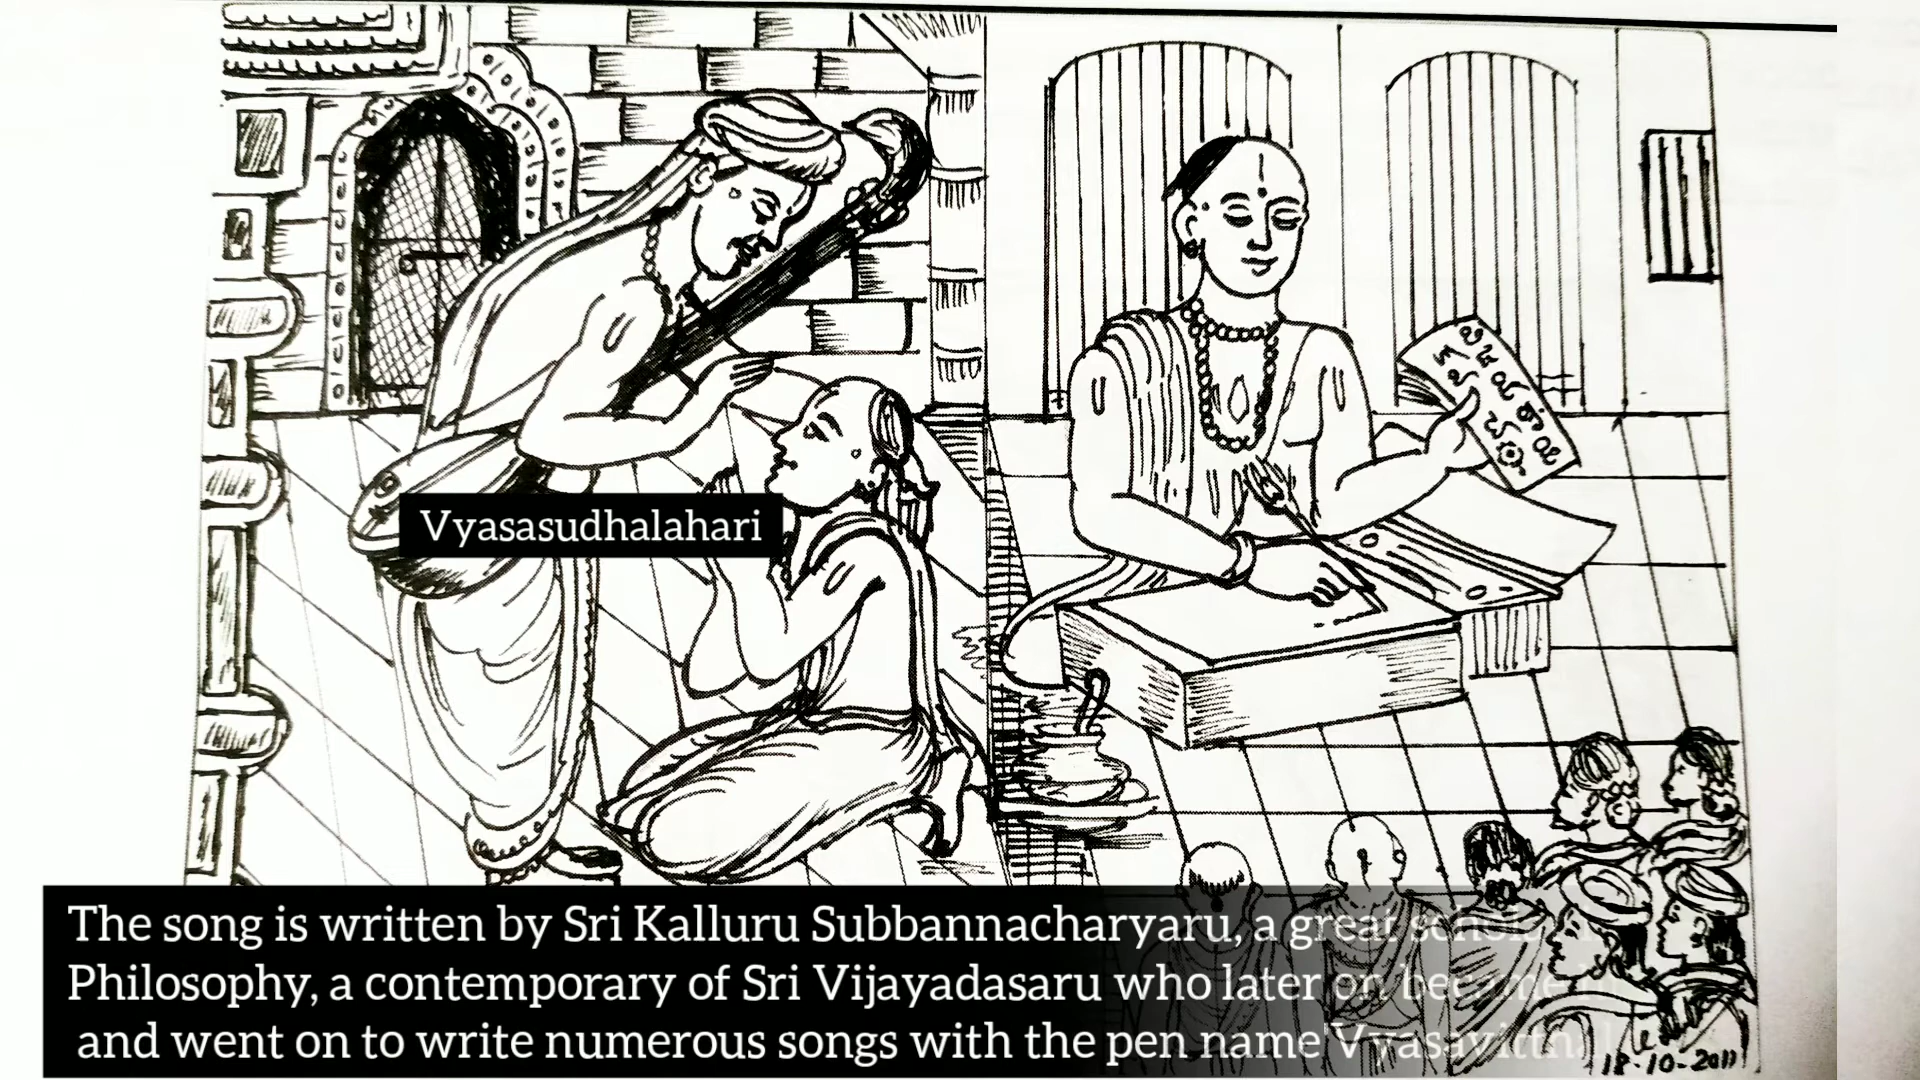 Vyasasudhalahari
The song is written by Sri Kalluru Subbannacharyaru, a great
Philosophy, a contemporary of Sri Vijayadasaru who later on
and went on to write numerous songs with the pen name'Vyasavitthal
18-10-2011